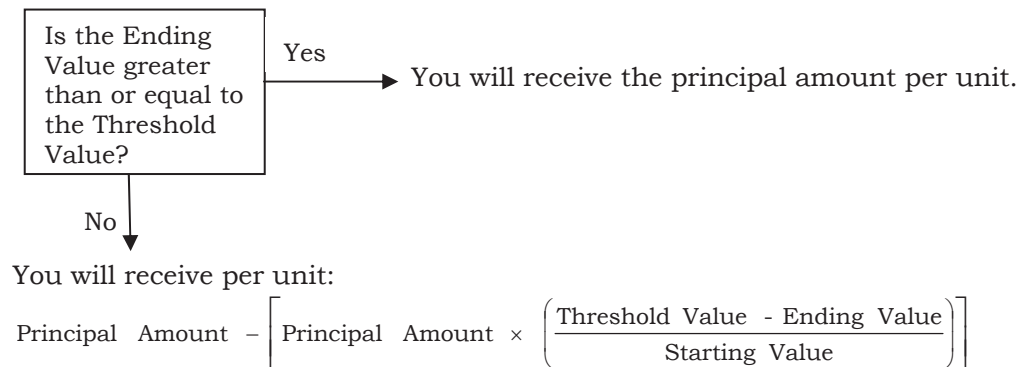 Is the Ending
Value greater
than or equal to
the Threshold
Value?
Yes
You will receive the principal amount per unit.
No
You will receive per unit:
Principal Amount − [Principal Amount × (Threshold Value - Ending Value
Starting Value)]